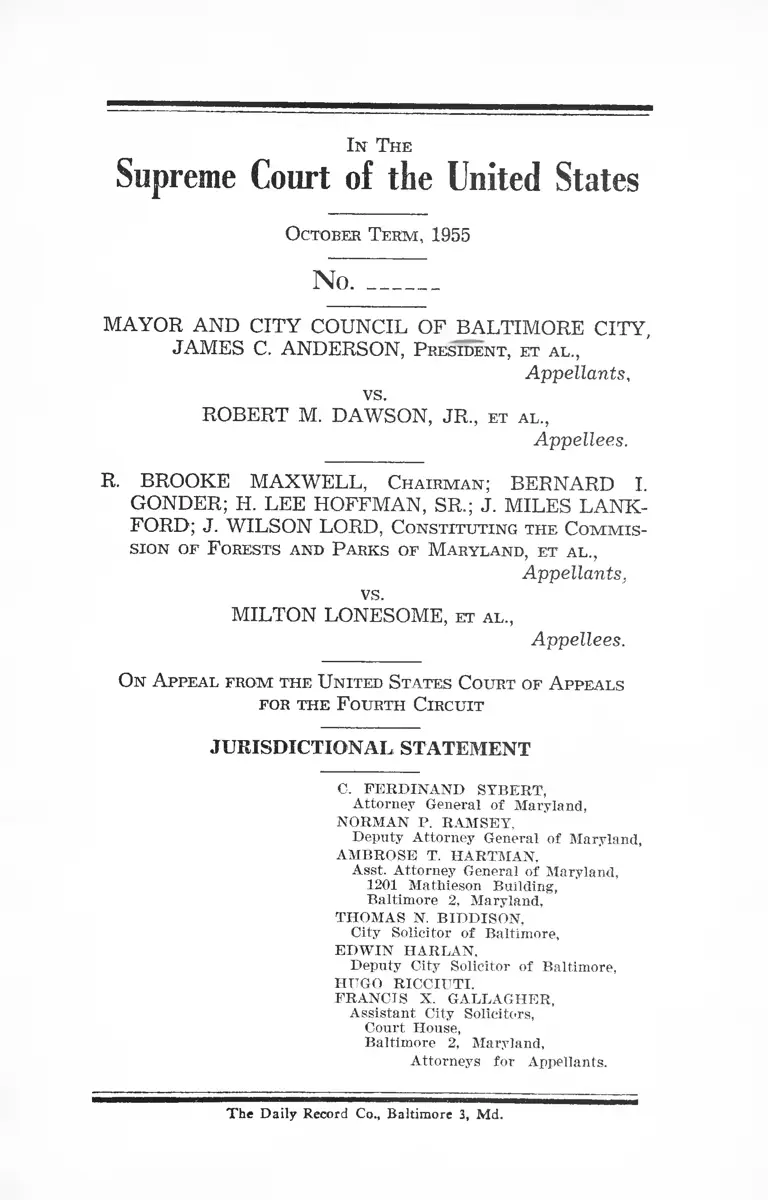 IN THE
Supreme Court of the United States
OCTOBER TERM, 1955
No. ______
MAYOR AND CITY COUNCIL OF BALTIMORE CITY,
JAMES C. ANDERSON, PRESIDENT, ET AL.,
Appellants,
vs.
ROBERT M. DAWSON, JR., ET AL.,
Appellees.
R. BROOKE MAXWELL, CHAIRMAN; BERNARD I.
GONDER; H. LEE HOFFMAN, SR.; J. MILES LANK-
FORD; J. WILSON LORD, CONSTITUTING THE COMMIS-
SION OF FORESTS AND PARKS OF MARYLAND, ET AL.,
Appellants,
vs.
MILTON LONESOME, ET AL.,
Appellees.
ON APPEAL FROM THE UNITED STATES COURT OF APPEALS
FOR THE FOURTH CIRCUIT
JURISDICTIONAL STATEMENT
C. FERDINAND SYBERT,
Attorney General of Maryland,
NORMAN P. RAMSEY,
Deputy Attorney General of Maryland,
AMBROSE T. HARTMAN,
Asst. Attorney General of Maryland,
1201 Mathieson Building,
Baltimore 2, Maryland,
THOMAS N. BIDDISON,
City Solicitor of Baltimore,
EDWIN HARLAN,
Deputy City Solicitor of Baltimore,
HUGO RICCIUTI,
FRANCIS X. GALLAGHER,
Assistant City Solicitors,
Court House,
Baltimore 2, Maryland,
Attorneys for Appellants.
The Daily Record Co., Baltimore 3, Md.